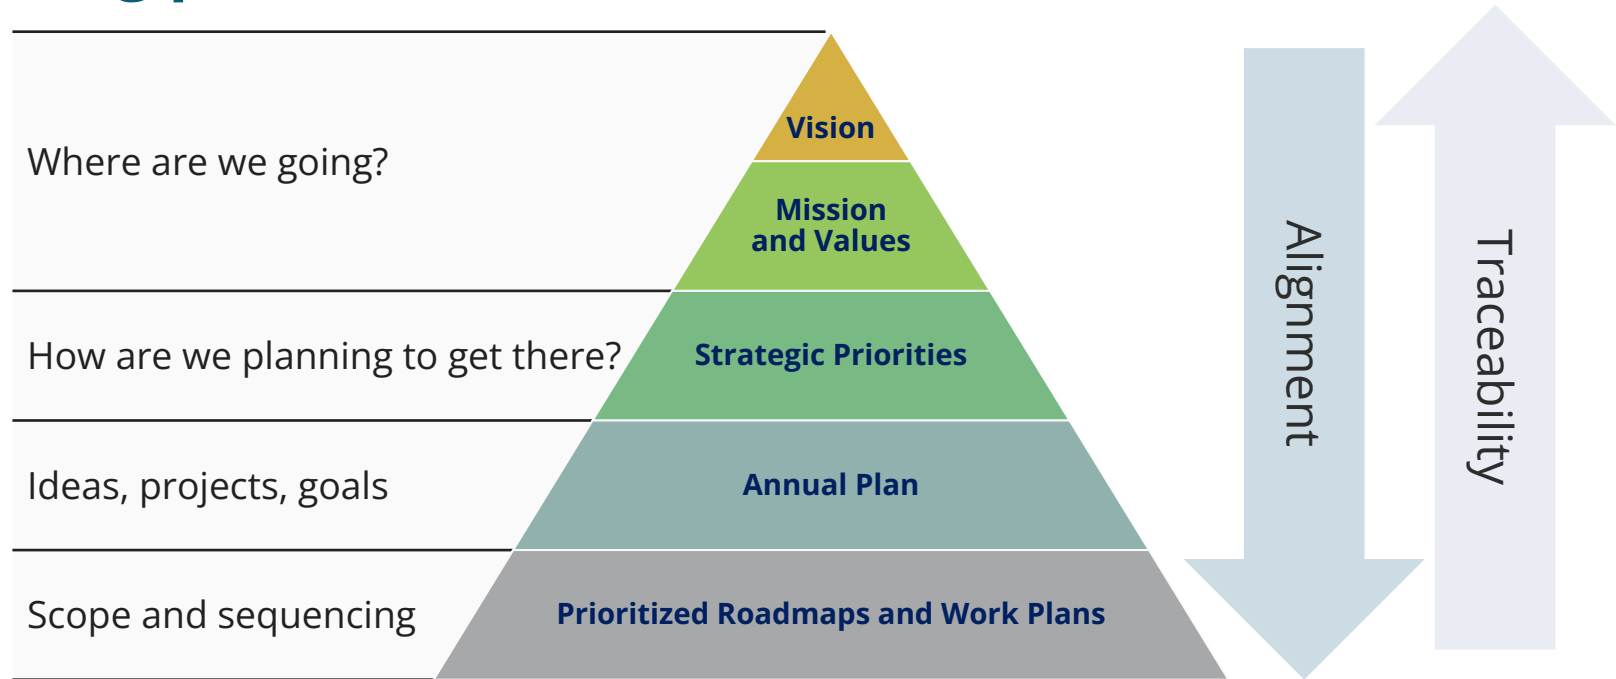 Where are we going?
Vision
Mission
and Values
How are we planning to get there?
Strategic Priorities
Ideas, projects, goals
Annual Plan
Scope and sequencing
Prioritized Roadmaps and Work Plans
Alignment
Traceability